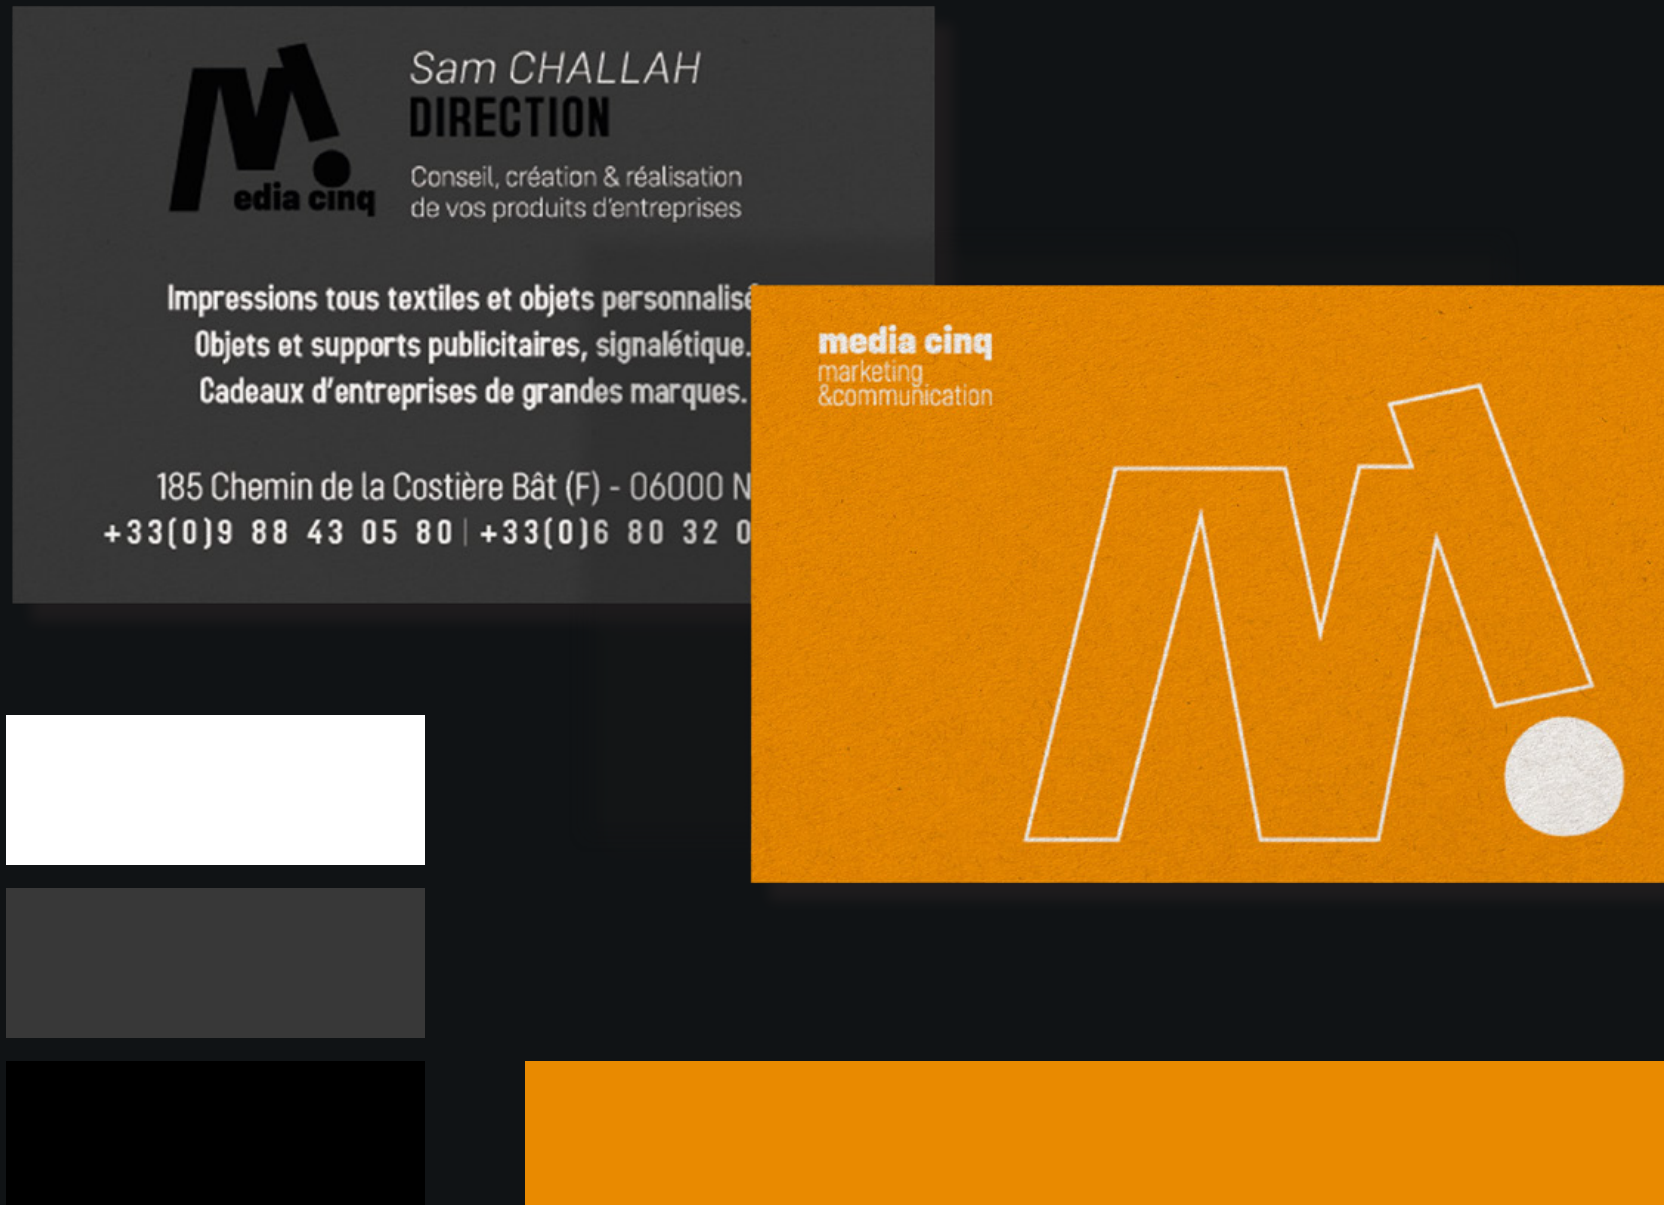 Sam CHALLAH
DIRECTION
Conseil, création & réalisation
de vos produits d'entreprises
edia cinq
Impressions tous textiles et objets personnalisé
Objets et supports publicitaires, signalétique.
Cadeaux d'entreprises de grandes marques.
185 Chemin de la Costière Bât (F) - 06000 N
+33(0)9 88 43 05 80 | +33(0)6 80 32 0
media cinq
marketing
&communication